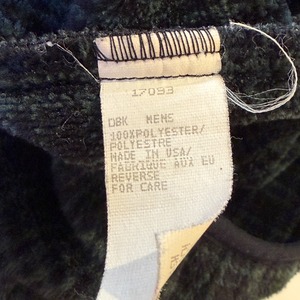 17093
DBK MENS
100%POLYESTER/
POLYESTRE
MADE IN USA/
FABRIQUE AUX EU
REVERSE
FOR CARE